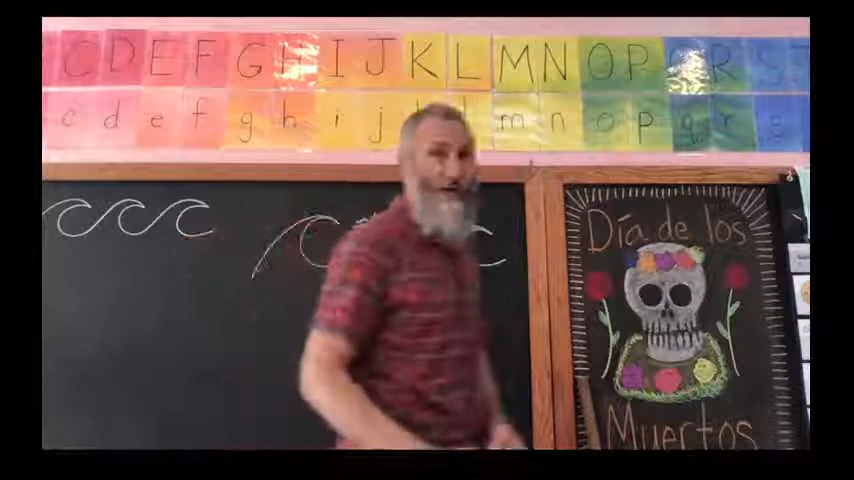 C D E F G H I J K L M N O P Q R S T
c d e f g h i j k l m n o p q r s
Día de los
Muertos